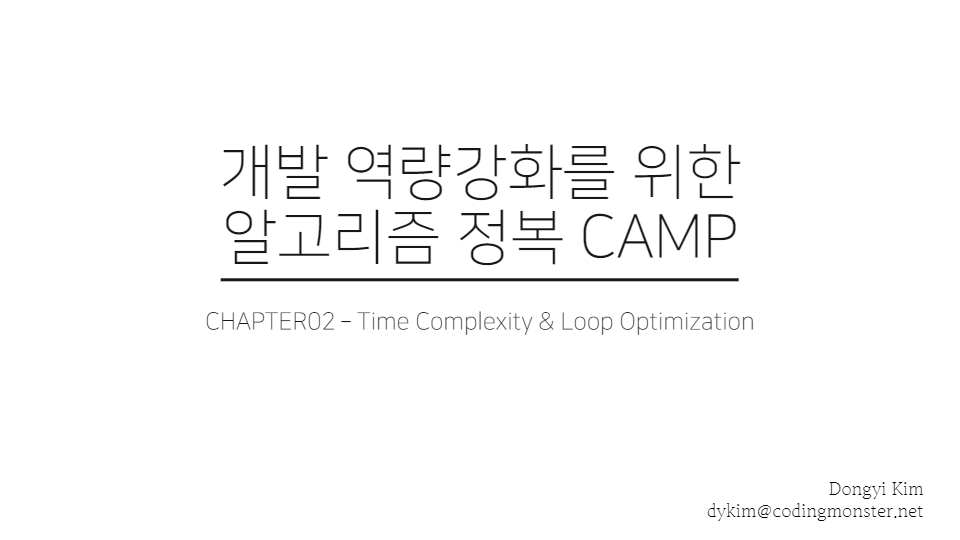 개발 역량강화를 위한
알고리즘 정복 CAMP
CHAPTER02 – Time Complexity & Loop Optimization
Dongyi Kim
dykim@codingmonster.net